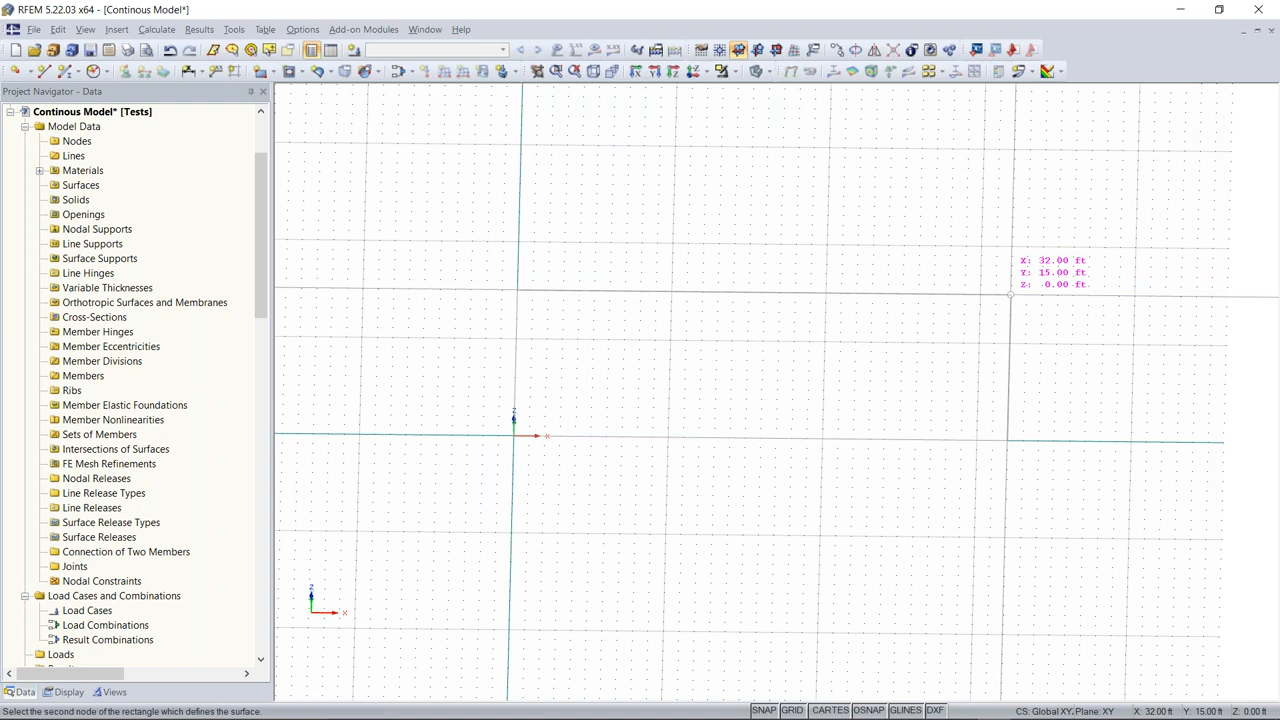 RFEM 5.22.03 x64 - [Continous Model*]
File Edit View Insert Calculate Results Tools Table Options Add-on Modules Window Help
Project Navigator - Data
Continous Model* [Tests]
Model Data
Nodes
Lines
Materials
Surfaces
Solids
Openings
Nodal Supports
Line Supports
Surface Supports
Line Hinges
Variable Thicknesses
Orthotropic Surfaces and Membranes
Cross-Sections
Member Hinges
Member Eccentricities
Member Divisions
Members
Ribs
Member Elastic Foundations
Member Nonlinearities
Sets of Members
Intersections of Surfaces
FE Mesh Refinements
Nodal Releases
Line Release Types
Line Releases
Surface Release Types
Surface Releases
Connection of Two Members
Joints
Nodal Constraints
Load Cases and Combinations
Load Cases
Load Combinations
Result Combinations
Loads
X: 32.00 ft
Y: 15.00 ft
Z: 0.00 ft
Z
X
Z
X
Data Display Views
Select the second node of the rectangle which defines the surface.
SNAP GRID CARTES OSNAP GLINES DXF
CS: Global XY, Plane: XY X: 32.00 ft Y: 15.00 ft Z: 0.00 ft